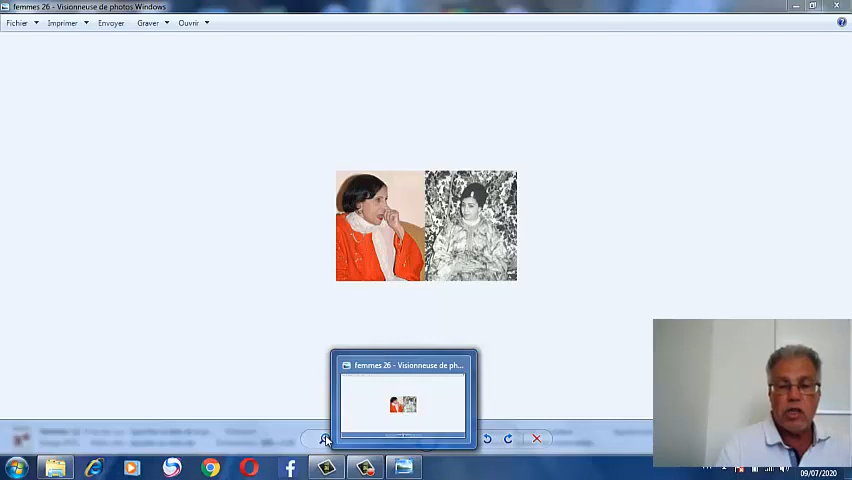 femmes 26 - Visionneuse de photos Windows
Fichier Imprimer Envoyer Graver Ouvrir
femmes 26 - Visionneuse de ph...
09/07/2020